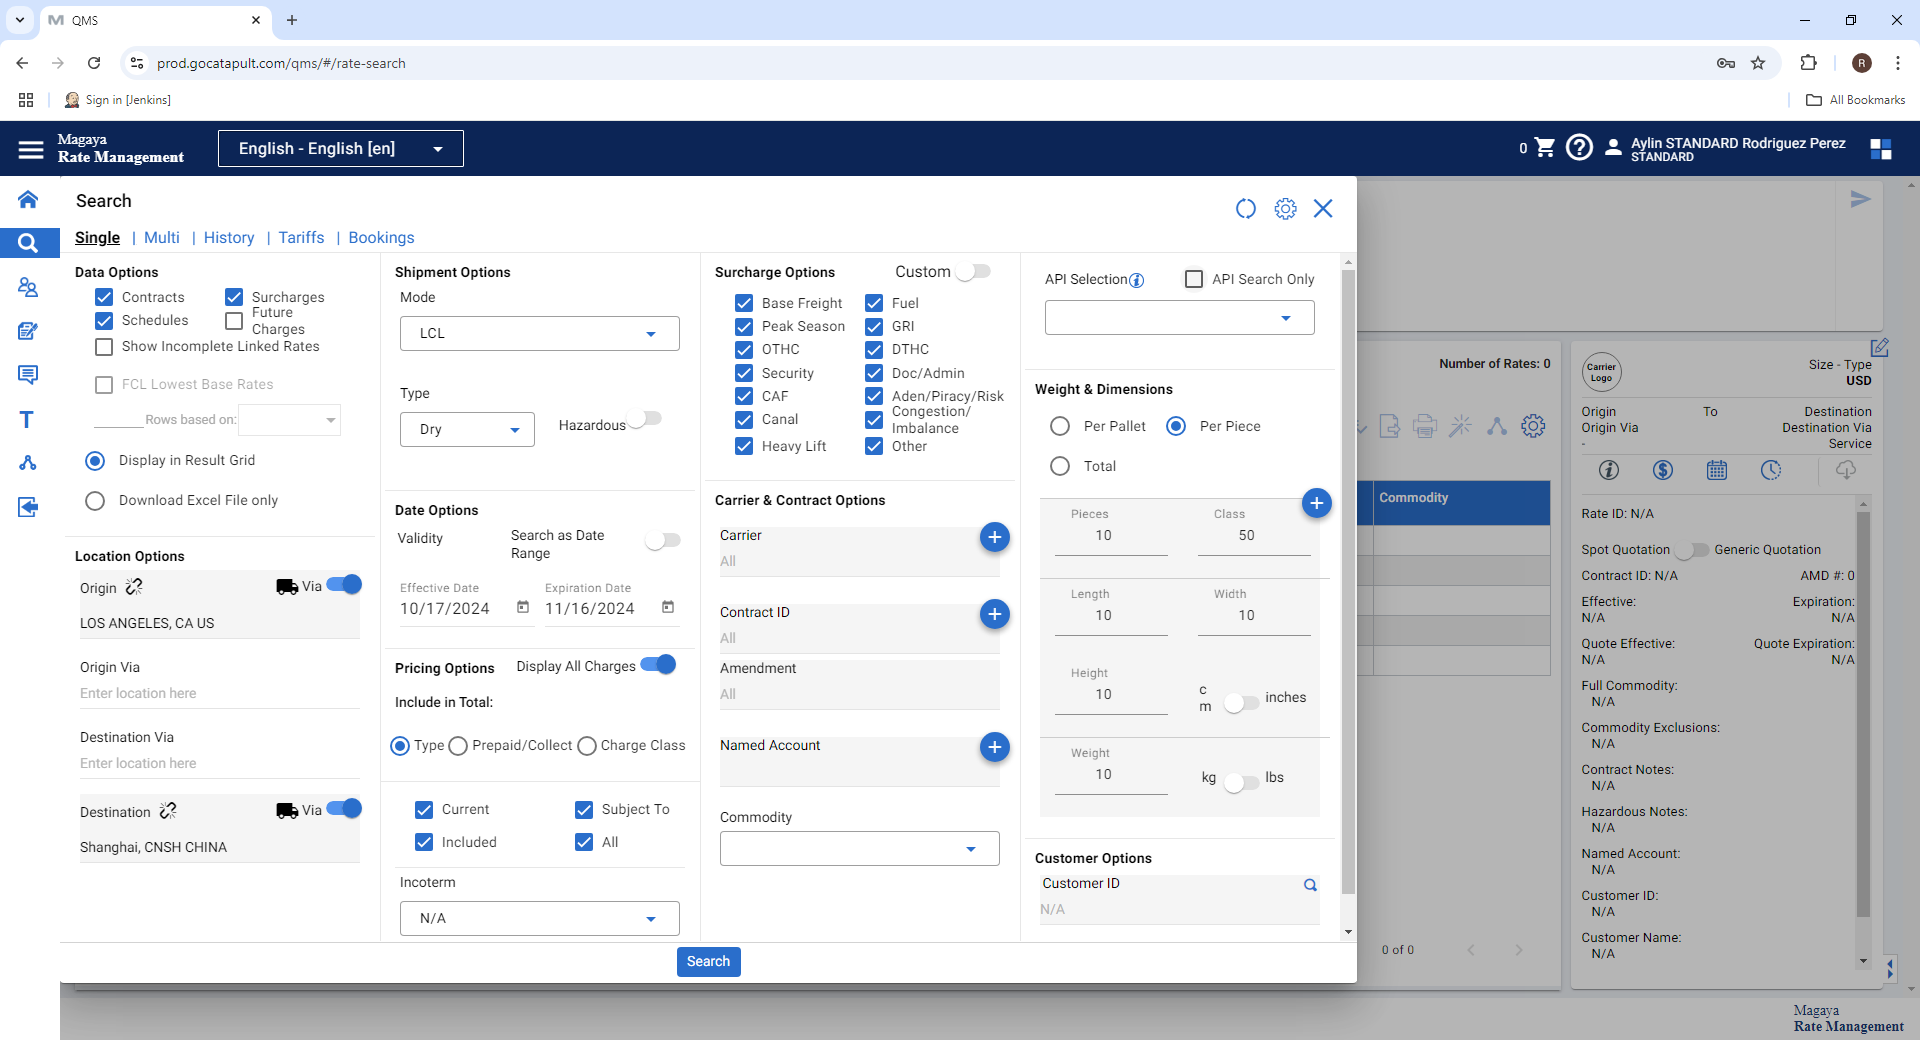 QMS
prod.gocatapult.com/qms/#/rate-search
R
Sign in [Jenkins]
All Bookmarks
Magaya
Rate Management
English - English [en]
0
Aylin STANDARD Rodriguez Perez
STANDARD
Search
Single | Multi | History | Tariffs | Bookings
Data Options
Contracts
Surcharges
Schedules
Future
Charges
Show Incomplete Linked Rates
FCL Lowest Base Rates
Rows based on:
Display in Result Grid
Download Excel File only
Location Options
Origin
Via
LOS ANGELES, CA US
Origin Via
Enter location here
Destination Via
Enter location here
Destination
Via
Shanghai, CNSH CHINA
Shipment Options
Mode
LCL
Type
Dry
Hazardous
Date Options
Validity
Search as Date
Range
Effective Date
Expiration Date
10/17/2024
11/16/2024
Pricing Options
Display All Charges
Include in Total:
Type
Prepaid/Collect
Charge Class
Current
Subject To
Included
All
Incoterm
N/A
Surcharge Options
Custom
Base Freight
Fuel
Peak Season
GRI
OTHC
DTHC
Security
Doc/Admin
CAF
Aden/Piracy/Risk
Canal
Congestion/
Imbalance
Heavy Lift
Other
Carrier & Contract Options
Carrier
All
Contract ID
All
Amendment
All
Named Account
Commodity
API Selection
API Search Only
Weight & Dimensions
Per Pallet
Per Piece
Total
Pieces
Class
10
50
Length
Width
10
10
Height
10
c
m
inches
Weight
10
kg
lbs
Customer Options
Customer ID
N/A
Search
Number of Rates: 0
Commodity
0 of 0
Carrier
Logo
Size - Type
USD
Origin
To
Destination
Origin Via
Destination Via
-
Service
Rate ID: N/A
Spot Quotation
Generic Quotation
Contract ID: N/A
AMD #: 0
Effective:
Expiration:
N/A
N/A
Quote Effective:
Quote Expiration:
N/A
N/A
Full Commodity:
N/A
Commodity Exclusions:
N/A
Contract Notes:
N/A
Hazardous Notes:
N/A
Named Account:
N/A
Customer ID:
N/A
Customer Name:
N/A
Magaya
Rate Management